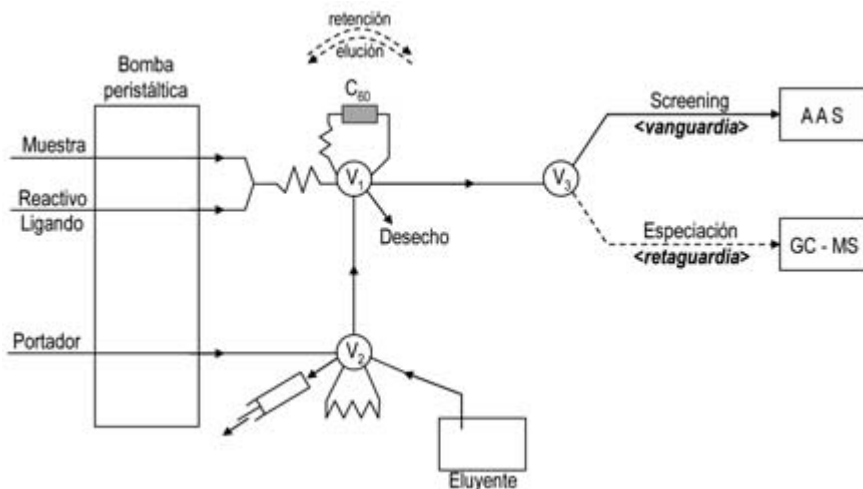 retención
elución
Bomba
peristáltica
C60
Screening
<vanguardia>
A A S
Muestra
Reactivo
Ligando
V1
V3
Desecho
Especiación
<retaguardia>
GC - MS
Portador
V2
Eluyente